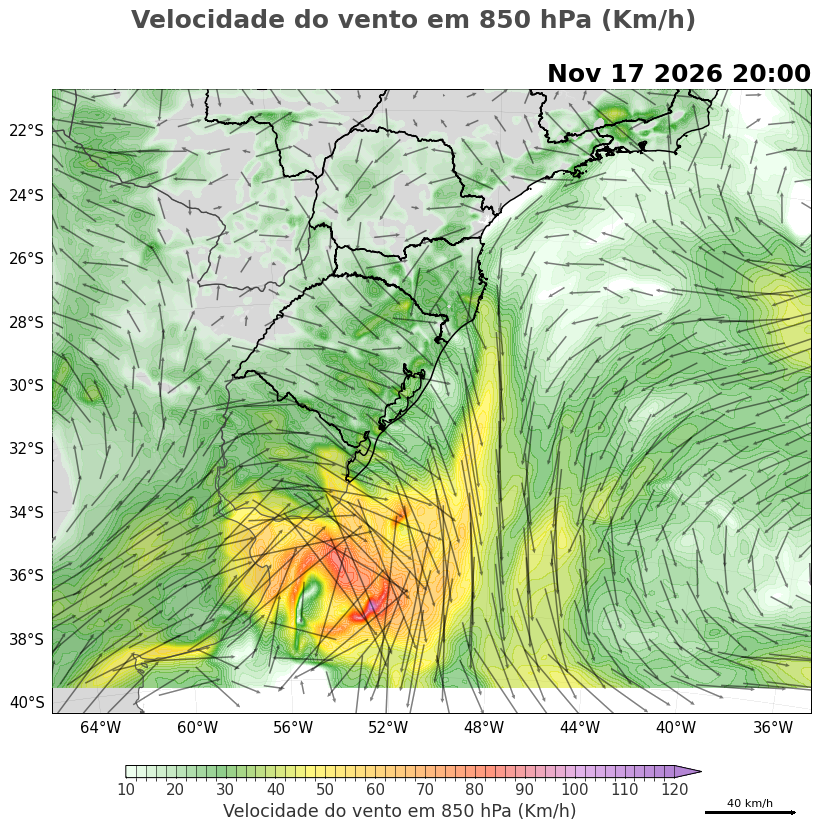 Velocidade do vento em 850 hPa (Km/h)
Nov 17 2026 20:00
22°S
24°S
26°S
28°S
30°S
32°S
34°S
36°S
38°S
40°S
64°W 60°W 56°W 52°W 48°W 44°W 40°W 36°W
10 20 30 40 50 60 70 80 90 100 110 120
Velocidade do vento em 850 hPa (Km/h)
40 km/h